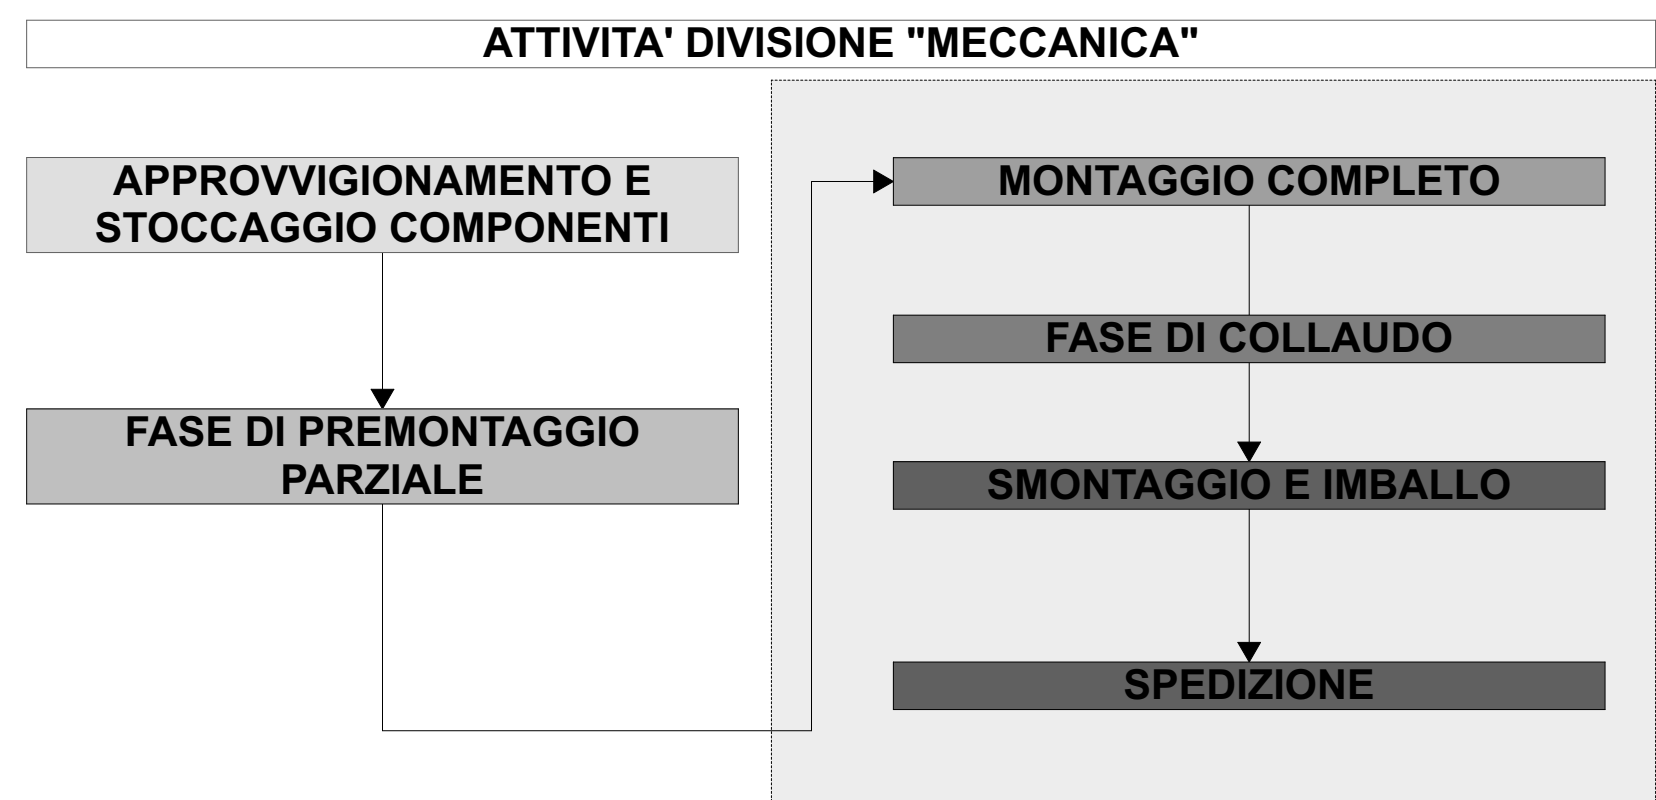 ATTIVITA' DIVISIONE "MECCANICA"
APPROVVIGIONAMENTO E
STOCCAGGIO COMPONENTI
FASE DI PREMONTAGGIO
PARZIALE
MONTAGGIO COMPLETO
FASE DI COLLAUDO
SMONTAGGIO E IMBALLO
SPEDIZIONE